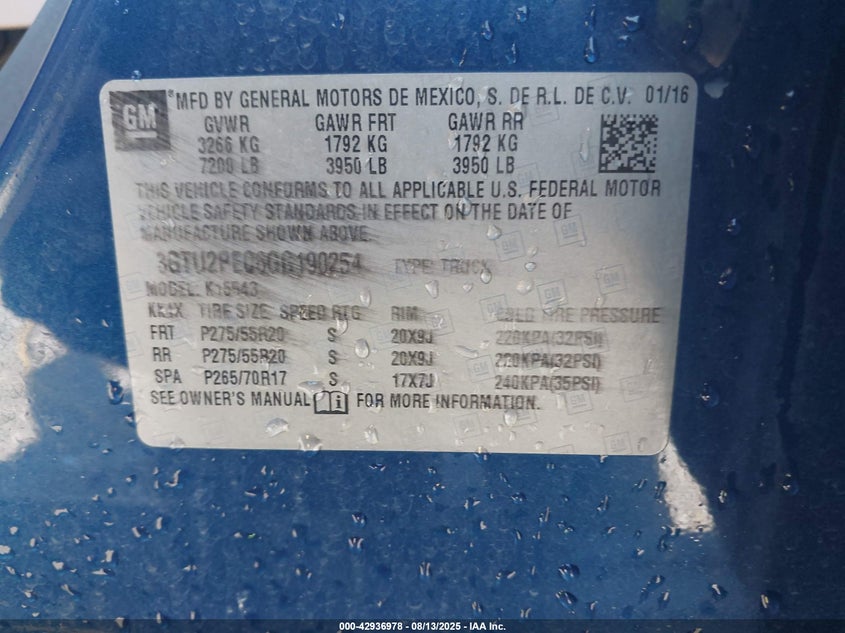 GM
® MFD BY GENERAL MOTORS DE MEXICO, S. DE R.L. DE C.V. 01/16
GVWR GAWR FRT GAWR RR
3266 KG 1792 KG 1792 KG
7200 LB 3950 LB 3950 LB
THIS VEHICLE CONFORMS TO ALL APPLICABLE U.S. FEDERAL MOTOR
VEHICLE SAFETY STANDARDS IN EFFECT ON THE DATE OF
MANUFACTURE SHOWN ABOVE.
TYPE: TRUCK
MODEL: K15543
TIRE SIZE SPEED RTG RIM COLD TIRE PRESSURE
FRT P275/55R20 S 20X9J 220KPA(32PSI)
RR P275/55R20 S 20X9J 220KPA(32PSI)
SPA P265/70R17 S 17X7J 240KPA(35PSI)
SEE OWNER'S MANUAL FOR MORE INFORMATION.
000-42936978 - 08/13/2025 - IAA Inc.